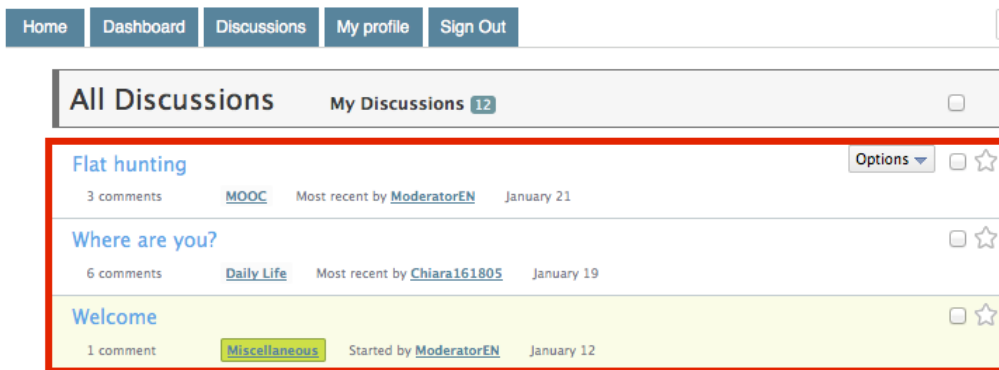 Home Dashboard Discussions My profile Sign Out
All Discussions My Discussions 12
Flat hunting Options
3 comments MOOC Most recent by ModeratorEN January 21
Where are you?
6 comments Daily Life Most recent by Chiara161805 January 19
Welcome
1 comment Miscellaneous Started by ModeratorEN January 12